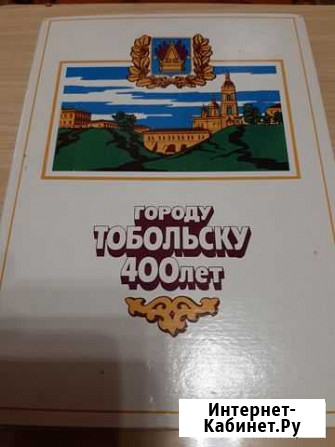 ГОРОДУ
ТОБОЛЬСКУ
400лет
Интернет-
Кабинет.Ру